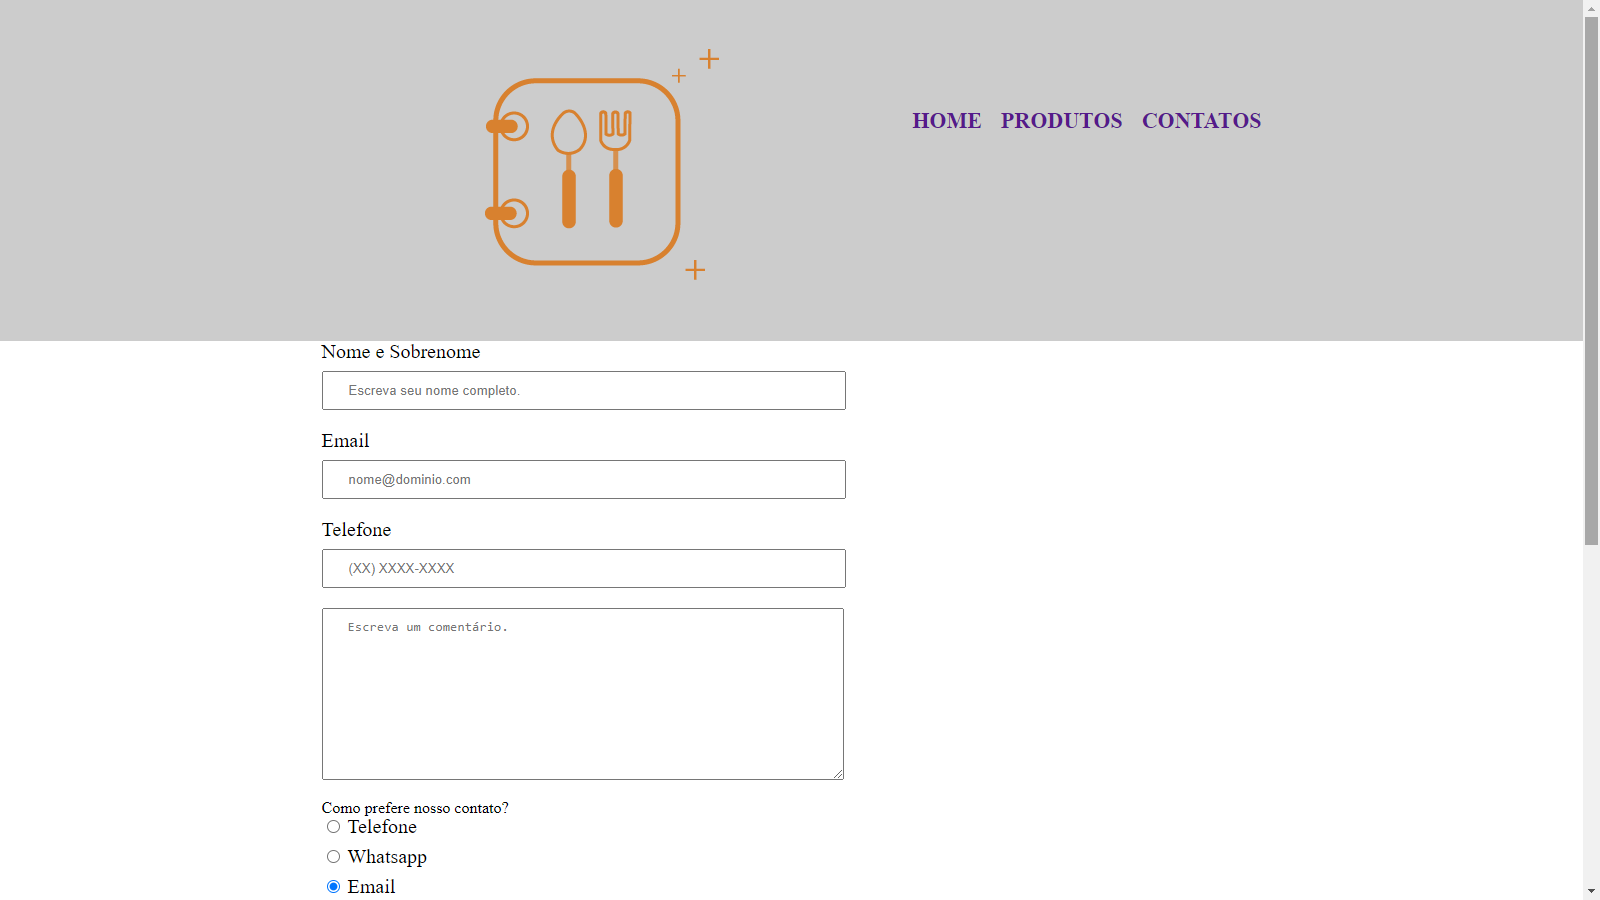 HOME PRODUTOS CONTATOS
Nome e Sobrenome
Escreva seu nome completo.
Email
nome@dominio.com
Telefone
(XX) XXXX-XXXX
Escreva um comentário.
Como prefere nosso contato?
Telefone
Whatsapp
Email